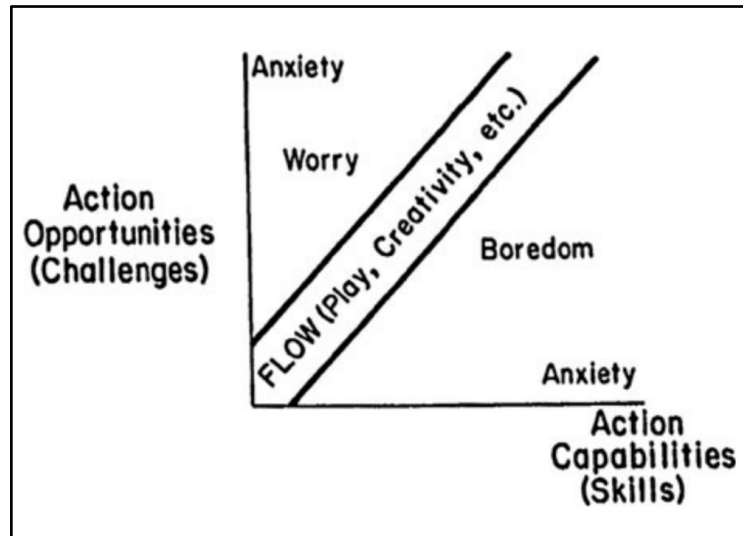 Anxiety
Worry
Action
Opportunities
(Challenges)
FLOW (Play, Creativity, etc.)
Boredom
Anxiety
Action
Capabilities
(Skills)